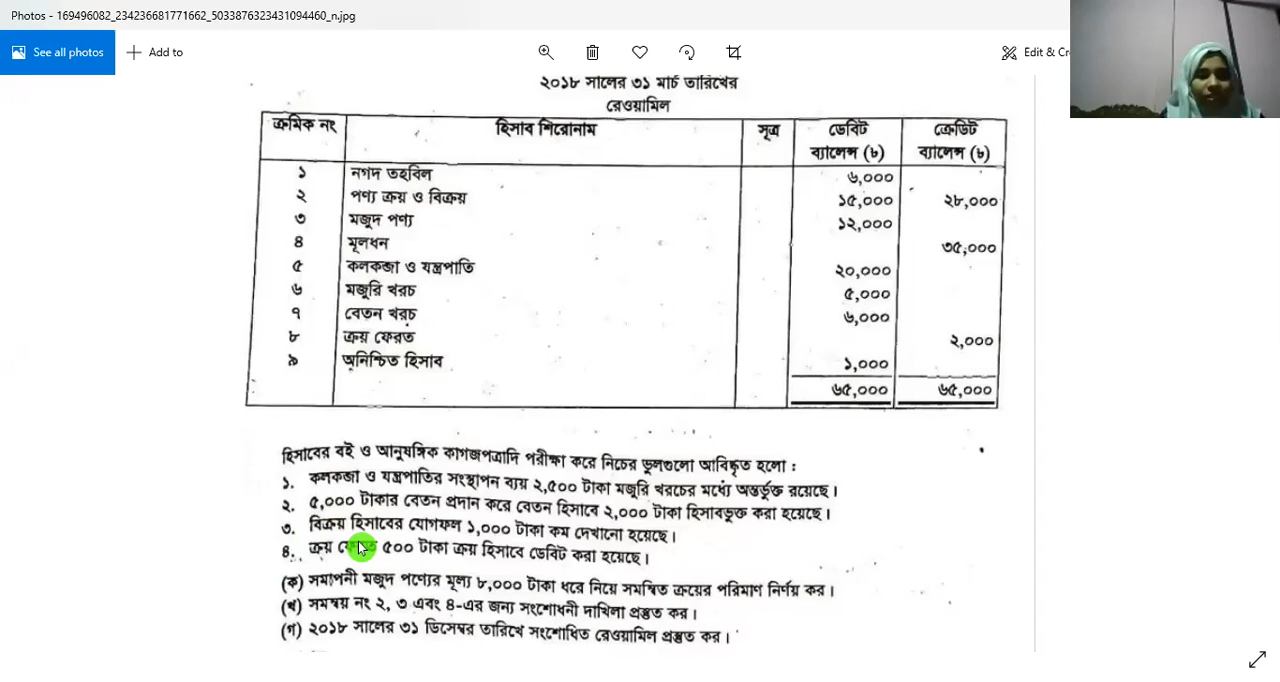 Photos - 169496082_234236681771662_5033876323431094460_n.jpg
See all photos
Add to
Edit & Cr
২০১৮ সালের ৩১ মার্চ তারিখের
রেওয়ামিল
ক্রমিক নং হিসাব শিরোনাম সূত্র ডেবিট ব্যালেন্স (৳) ক্রেডিট ব্যালেন্স (৳)
১ নগদ তহবিল ৬,০০০
২ পণ্য ক্রয় ও বিক্রয় ১৫,০০০ ২৮,০০০
৩ মজুদ পণ্য ১২,০০০
৪ মূলধন ৩৫,০০০
৫ কলকজা ও যন্ত্রপাতি ২০,০০০
৬ মজুরি খরচ ৫,০০০
৭ বেতন খরচ ৬,০০০
৮ ক্রয় ফেরত ২,০০০
৯ অনিশ্চিত হিসাব ১,০০০
৬৫,০০০ ৬৫,০০০
হিসাবের বই ও আনুষঙ্গিক কাগজপত্রাদি পরীক্ষা করে নিচের ভুলগুলো আবিষ্কৃত হলো :
১. কলকজা ও যন্ত্রপাতির সংস্থাপন ব্যয় ২,৫০০ টাকা মজুরি খরচের মধ্যে অন্তর্ভুক্ত রয়েছে।
২. ৫,০০০ টাকার বেতন প্রদান করে বেতন হিসাবে ২,০০০ টাকা হিসাবভুক্ত করা হয়েছে।
৩. বিক্রয় হিসাবের যোগফল ১,০০০ টাকা কম দেখানো হয়েছে।
৪. ক্রয় ৫০০ টাকা ক্রয় হিসাবে ডেবিট করা হয়েছে।
(ক) সমাপনী মজুদ পণ্যের মূল্য ৮,০০০ টাকা ধরে নিয়ে সমন্বিত ক্রয়ের পরিমাণ নির্ণয় কর।
(খ) সমন্বয় নং ২, ৩ এবং ৪-এর জন্য সংশোধনী দাখিলা প্রস্তুত কর।
(গ) ২০১৮ সালের ৩১ ডিসেম্বর তারিখে সংশোধিত রেওয়ামিল প্রস্তুত কর।